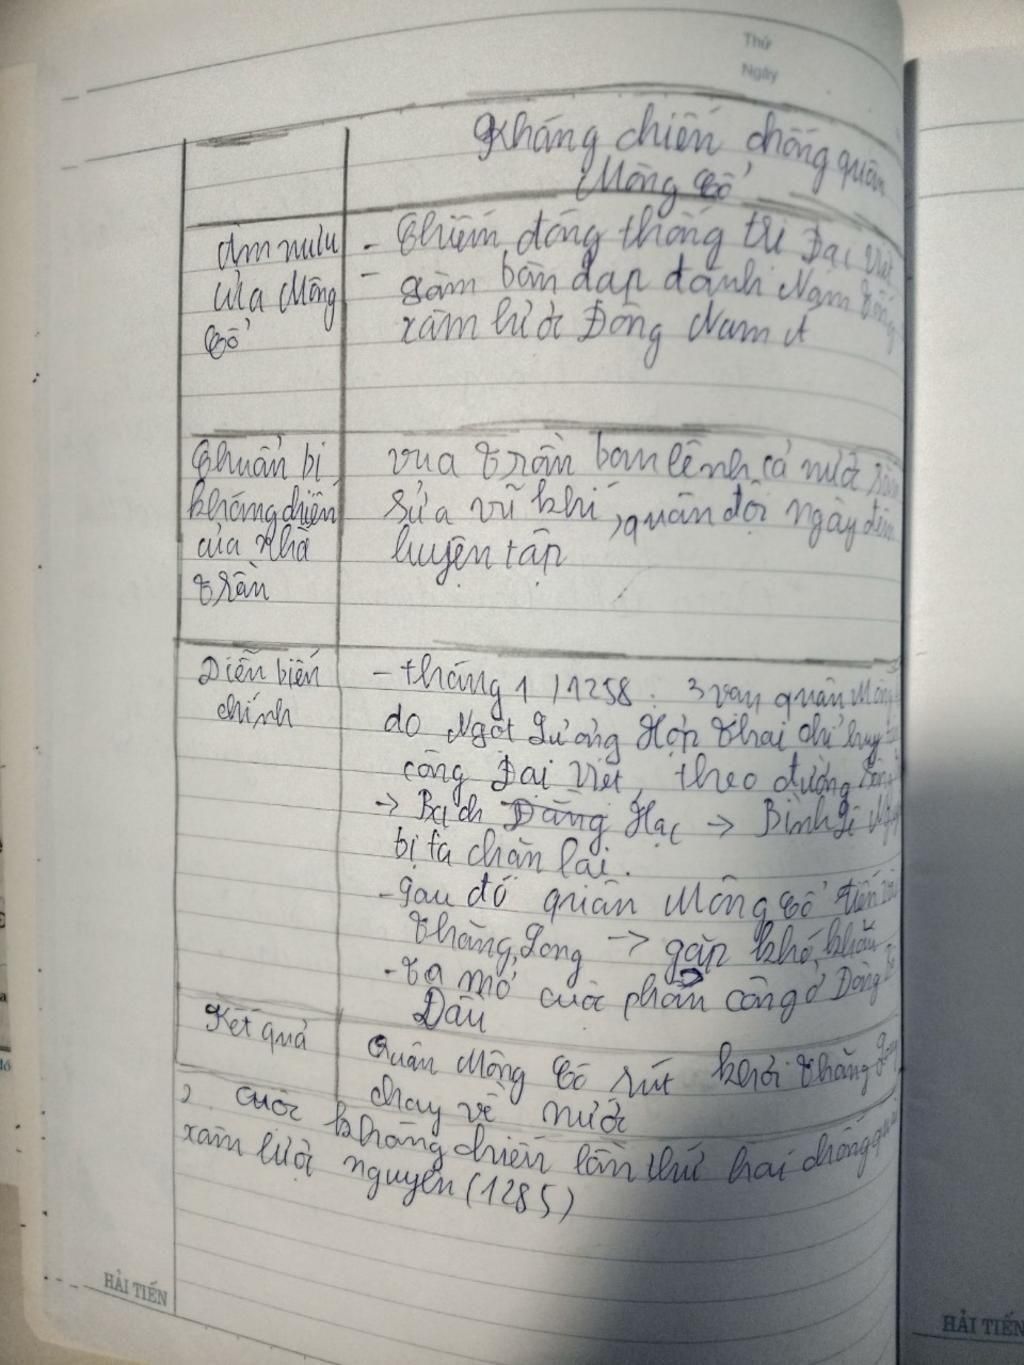 Thứ
Ngày
Kháng chiến chống quân
Mông Cổ
Âm mưu
của Mông
Cổ
- Chiếm đóng thống trị Đại Việt
- Làm bàn đạp đánh Nam Tống
xâm lược Đông Nam Á
Chuẩn bị
kháng chiến
của nhà
Trần
vua Trần ban lệnh cả nước sắm
sửa vũ khí, quân đội ngày đêm
luyện tập
Diễn biến
chính
- tháng 1/1258: 3 vạn quân Mông
do Ngột Lương Hợp Thai chỉ huy
công Đại Việt, theo đường sông
-> Bạch Hạc -> Bình Lệ
bị ta chặn lại.
- Sau đó quân Mông Cổ tiến
Thăng Long -> gặp khó khăn
- Ta mở cuộc phản công ở Đông
Đầu
Kết quả
Quân Mông Cổ rút khỏi Thăng Long
chạy về nước
cuộc kháng chiến lần thứ hai chống quân
xâm lược nguyên (1285)
HẢI TIẾN
HẢI TIẾN